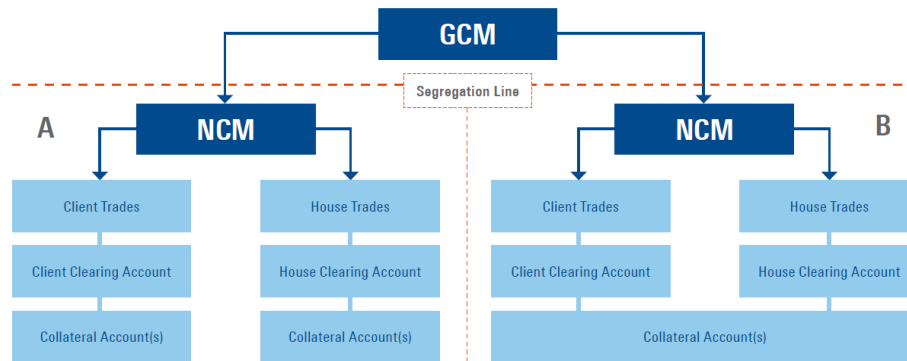 GCM
Segregation Line
A
NCM
NCM
B
Client Trades
House Trades
Client Trades
House Trades
Client Clearing Account
House Clearing Account
Client Clearing Account
House Clearing Account
Collateral Account(s)
Collateral Account(s)
Collateral Account(s)